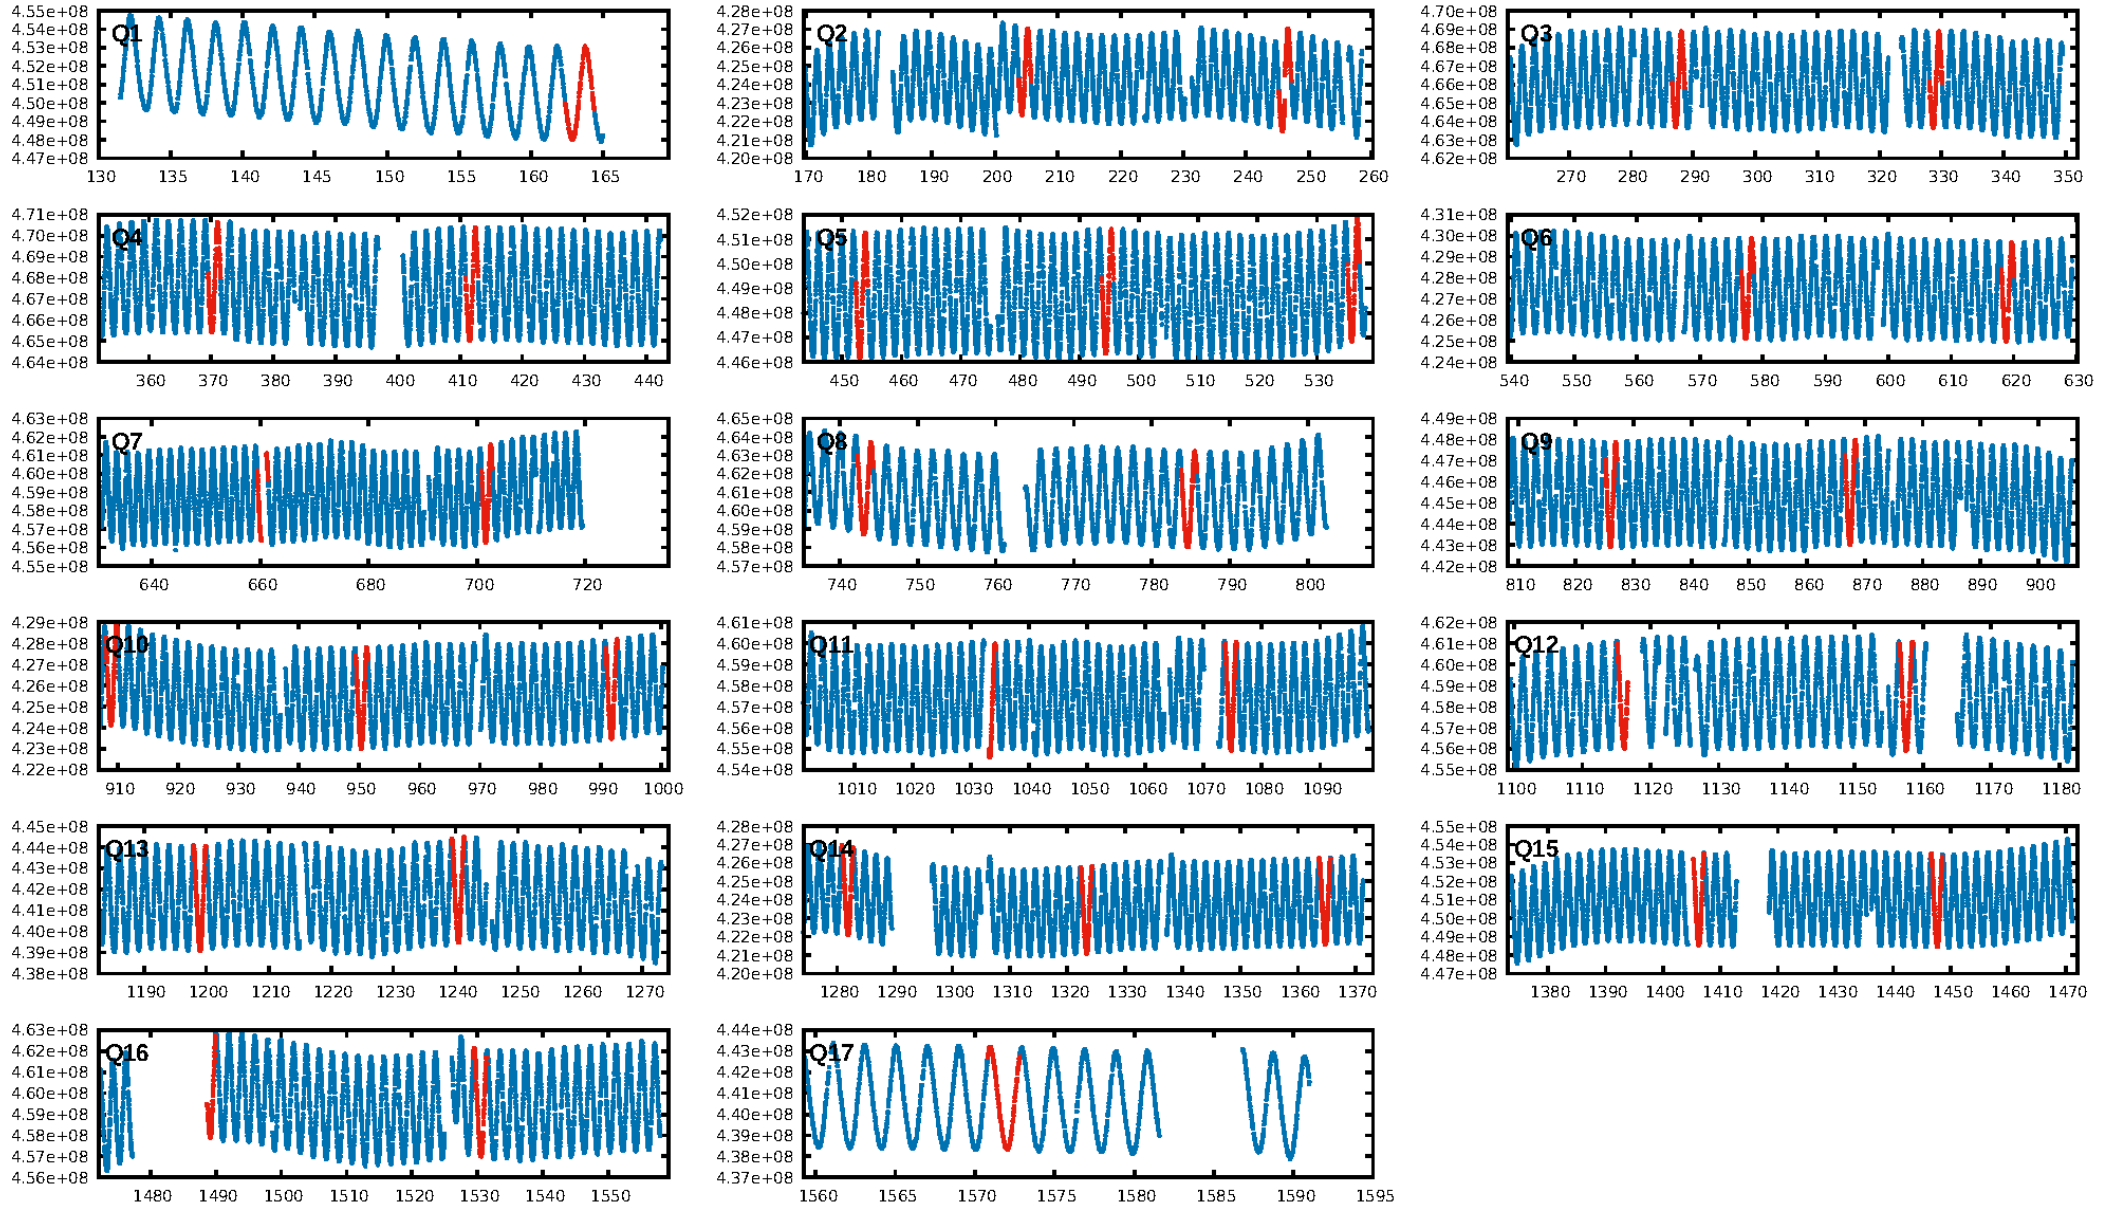 4.55e+08
4.54e+08
Q1
4.53e+08
4.52e+08
4.51e+08
4.50e+08
4.49e+08
4.48e+08
4.47e+08
130 135 140 145 150 155 160 165
4.28e+08
4.27e+08
Q2
4.26e+08
4.25e+08
4.24e+08
4.23e+08
4.22e+08
4.21e+08
4.20e+08
170 180 190 200 210 220 230 240 250 260
4.70e+08
4.69e+08
Q3
4.68e+08
4.67e+08
4.66e+08
4.65e+08
4.64e+08
4.63e+08
4.62e+08
270 280 290 300 310 320 330 340 350
4.71e+08
4.70e+08
Q4
4.69e+08
4.68e+08
4.67e+08
4.66e+08
4.65e+08
4.64e+08
360 370 380 390 400 410 420 430 440
4.52e+08
4.51e+08
Q5
4.50e+08
4.49e+08
4.48e+08
4.47e+08
4.46e+08
450 460 470 480 490 500 510 520 530
4.31e+08
4.30e+08
Q6
4.29e+08
4.28e+08
4.27e+08
4.26e+08
4.25e+08
4.24e+08
540 550 560 570 580 590 600 610 620 630
4.63e+08
4.62e+08
Q7
4.61e+08
4.60e+08
4.59e+08
4.58e+08
4.57e+08
4.56e+08
4.55e+08
640 660 680 700 720
4.65e+08
4.64e+08
Q8
4.63e+08
4.62e+08
4.61e+08
4.60e+08
4.59e+08
4.58e+08
4.57e+08
740 750 760 770 780 790 800
4.49e+08
4.48e+08
Q9
4.47e+08
4.46e+08
4.45e+08
4.44e+08
4.43e+08
4.42e+08
810 820 830 840 850 860 870 880 890 900
4.29e+08
4.28e+08
Q10
4.27e+08
4.26e+08
4.25e+08
4.24e+08
4.23e+08
4.22e+08
910 920 930 940 950 960 970 980 990 1000
4.61e+08
4.60e+08
Q11
4.59e+08
4.58e+08
4.57e+08
4.56e+08
4.55e+08
4.54e+08
1010 1020 1030 1040 1050 1060 1070 1080 1090
4.62e+08
4.61e+08
Q12
4.60e+08
4.59e+08
4.58e+08
4.57e+08
4.56e+08
4.55e+08
1100 1110 1120 1130 1140 1150 1160 1170 1180
4.45e+08
4.44e+08
Q13
4.43e+08
4.42e+08
4.41e+08
4.40e+08
4.39e+08
4.38e+08
1190 1200 1210 1220 1230 1240 1250 1260 1270
4.28e+08
4.27e+08
Q14
4.26e+08
4.25e+08
4.24e+08
4.23e+08
4.22e+08
4.21e+08
4.20e+08
1280 1290 1300 1310 1320 1330 1340 1350 1360 1370
4.55e+08
4.54e+08
Q15
4.53e+08
4.52e+08
4.51e+08
4.50e+08
4.49e+08
4.48e+08
4.47e+08
1380 1390 1400 1410 1420 1430 1440 1450 1460 1470
4.63e+08
4.62e+08
Q16
4.61e+08
4.60e+08
4.59e+08
4.58e+08
4.57e+08
4.56e+08
1480 1490 1500 1510 1520 1530 1540 1550
4.44e+08
4.43e+08
Q17
4.42e+08
4.41e+08
4.40e+08
4.39e+08
4.38e+08
4.37e+08
1560 1565 1570 1575 1580 1585 1590 1595